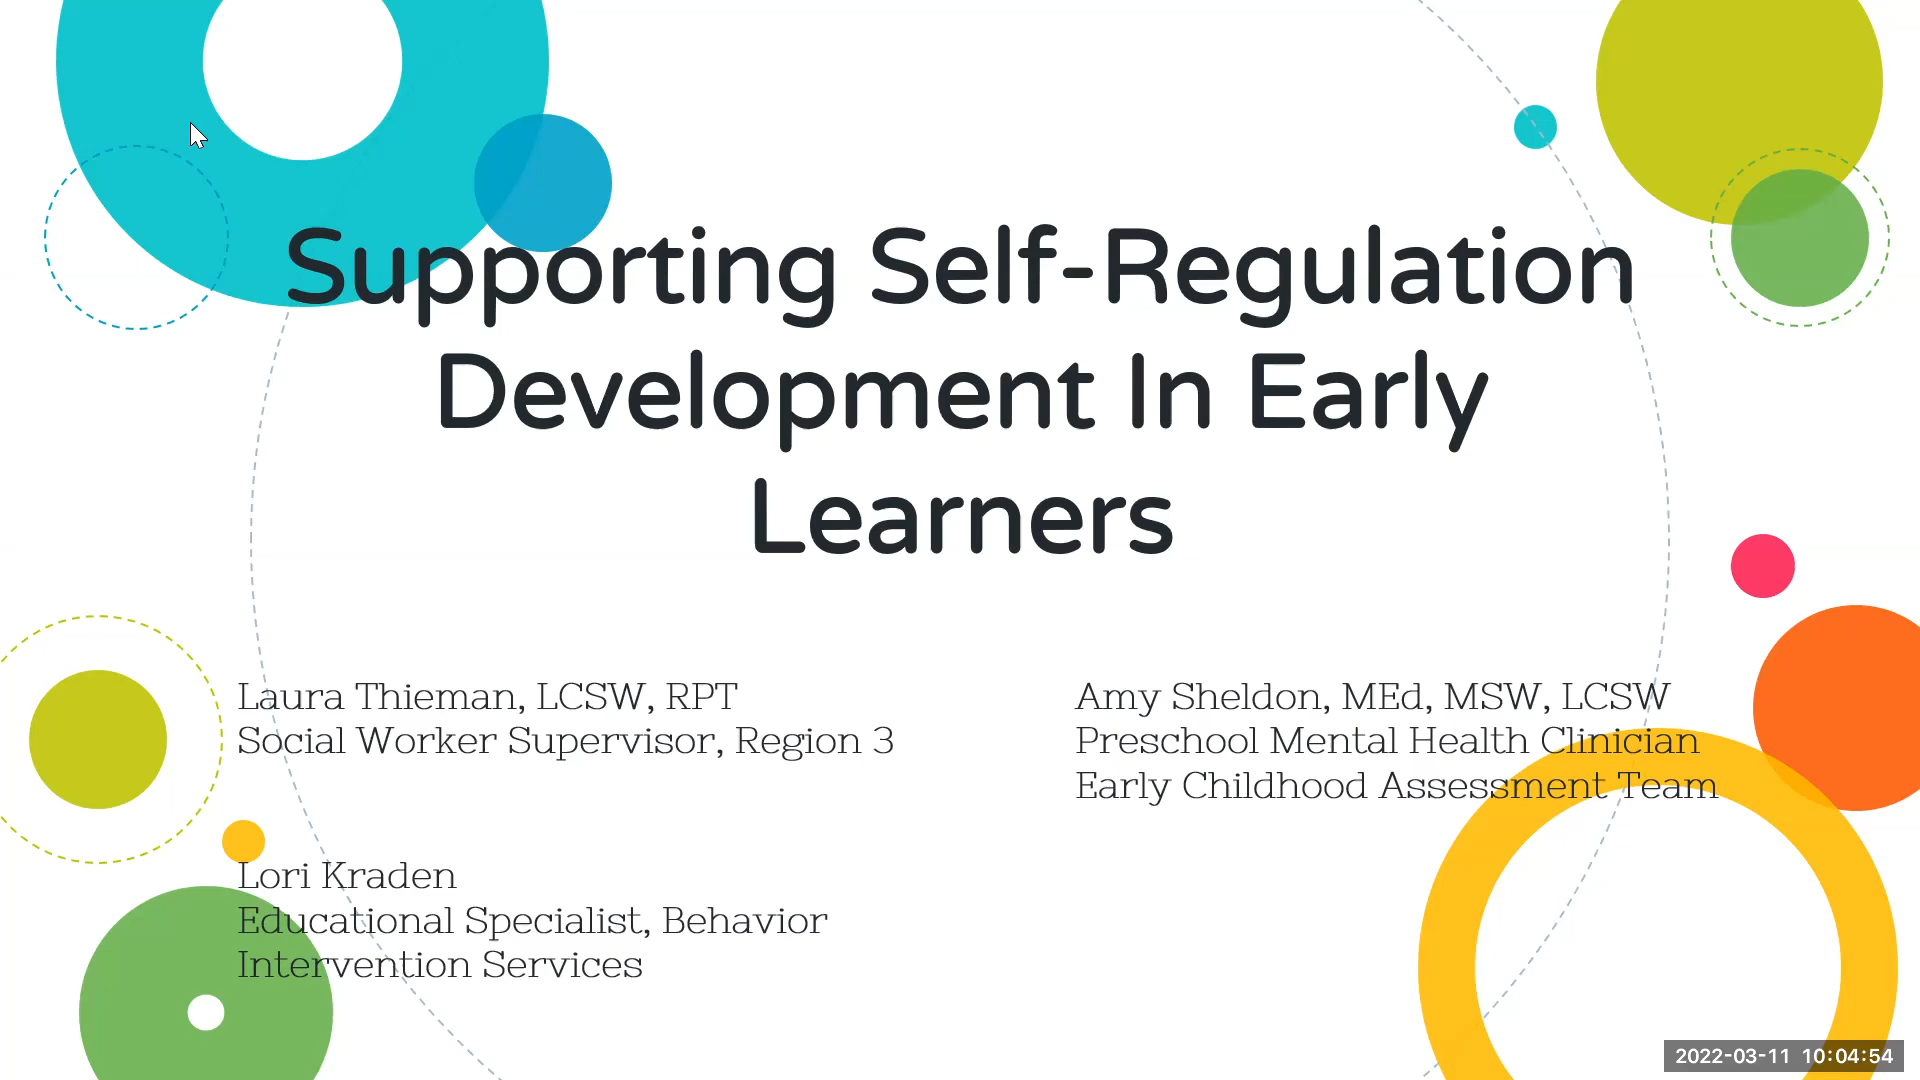 Supporting Self-Regulation
Development In Early
Learners
Laura Thieman, LCSW, RPT
Social Worker Supervisor, Region 3
Lori Kraden
Educational Specialist, Behavior
Intervention Services
Amy Sheldon, MEd, MSW, LCSW
Preschool Mental Health Clinician
Early Childhood Assessment Team
2022-03-11 10:04:54